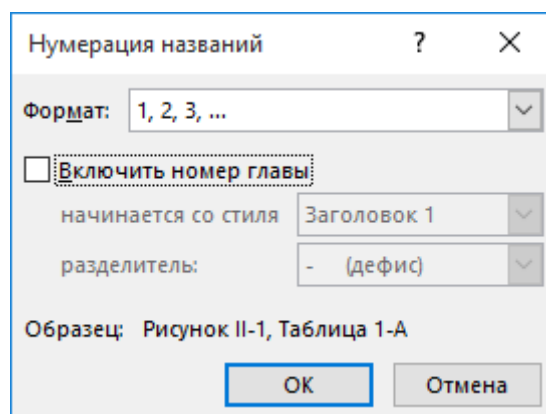 Нумерация названий ? ×
Формат: 1, 2, 3, ...
Включить номер главы
начинается со стиля Заголовок 1
разделитель: - (дефис)
Образец: Рисунок II-1, Таблица 1-A
ОК Отмена